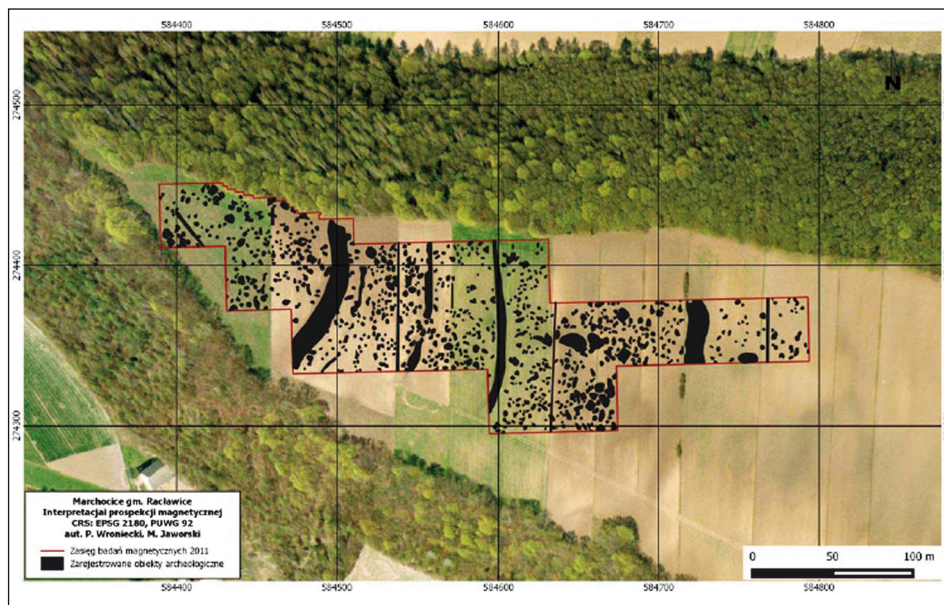 584400 584500 584600 584700 584800
N
274500
274400
274300
Marchocice gm. Racławice
Interpretacjai prospekcji magnetycznej
CRS: EPSG 2180, PUWG 92
aut. P. Wroniecki, M. Jaworski
Zasięg badań magnetycznych 2011
Zarejestrowane obiekty archeologiczne
0 50 100 m
584400 584500 584600 584700 584800